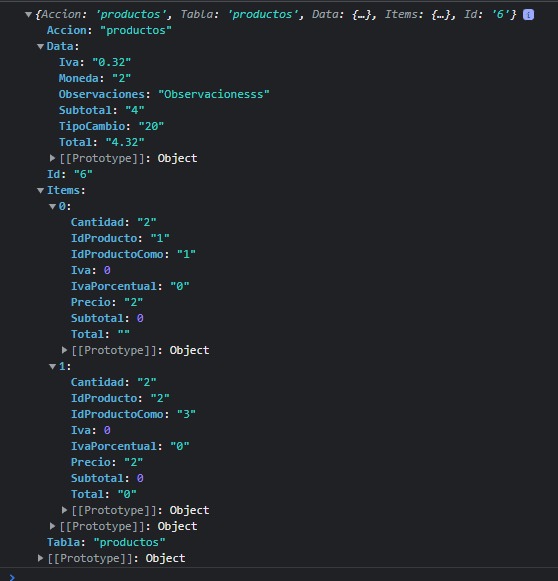 ▼{Accion: 'productos', Tabla: 'productos', Data: {…}, Items: {…}, Id: '6'} i
Accion: "productos"
▼Data:
Iva: "0.32"
Moneda: "2"
Observaciones: "Observacionesss"
Subtotal: "4"
TipoCambio: "20"
Total: "4.32"
▶[[Prototype]]: Object
Id: "6"
▼Items:
▼0:
Cantidad: "2"
IdProducto: "1"
IdProductoComo: "1"
Iva: 0
IvaPorcentual: "0"
Precio: "2"
Subtotal: 0
Total: ""
▶[[Prototype]]: Object
▼1:
Cantidad: "2"
IdProducto: "2"
IdProductoComo: "3"
Iva: 0
IvaPorcentual: "0"
Precio: "2"
Subtotal: 0
Total: "0"
▶[[Prototype]]: Object
▶[[Prototype]]: Object
Tabla: "productos"
▶[[Prototype]]: Object